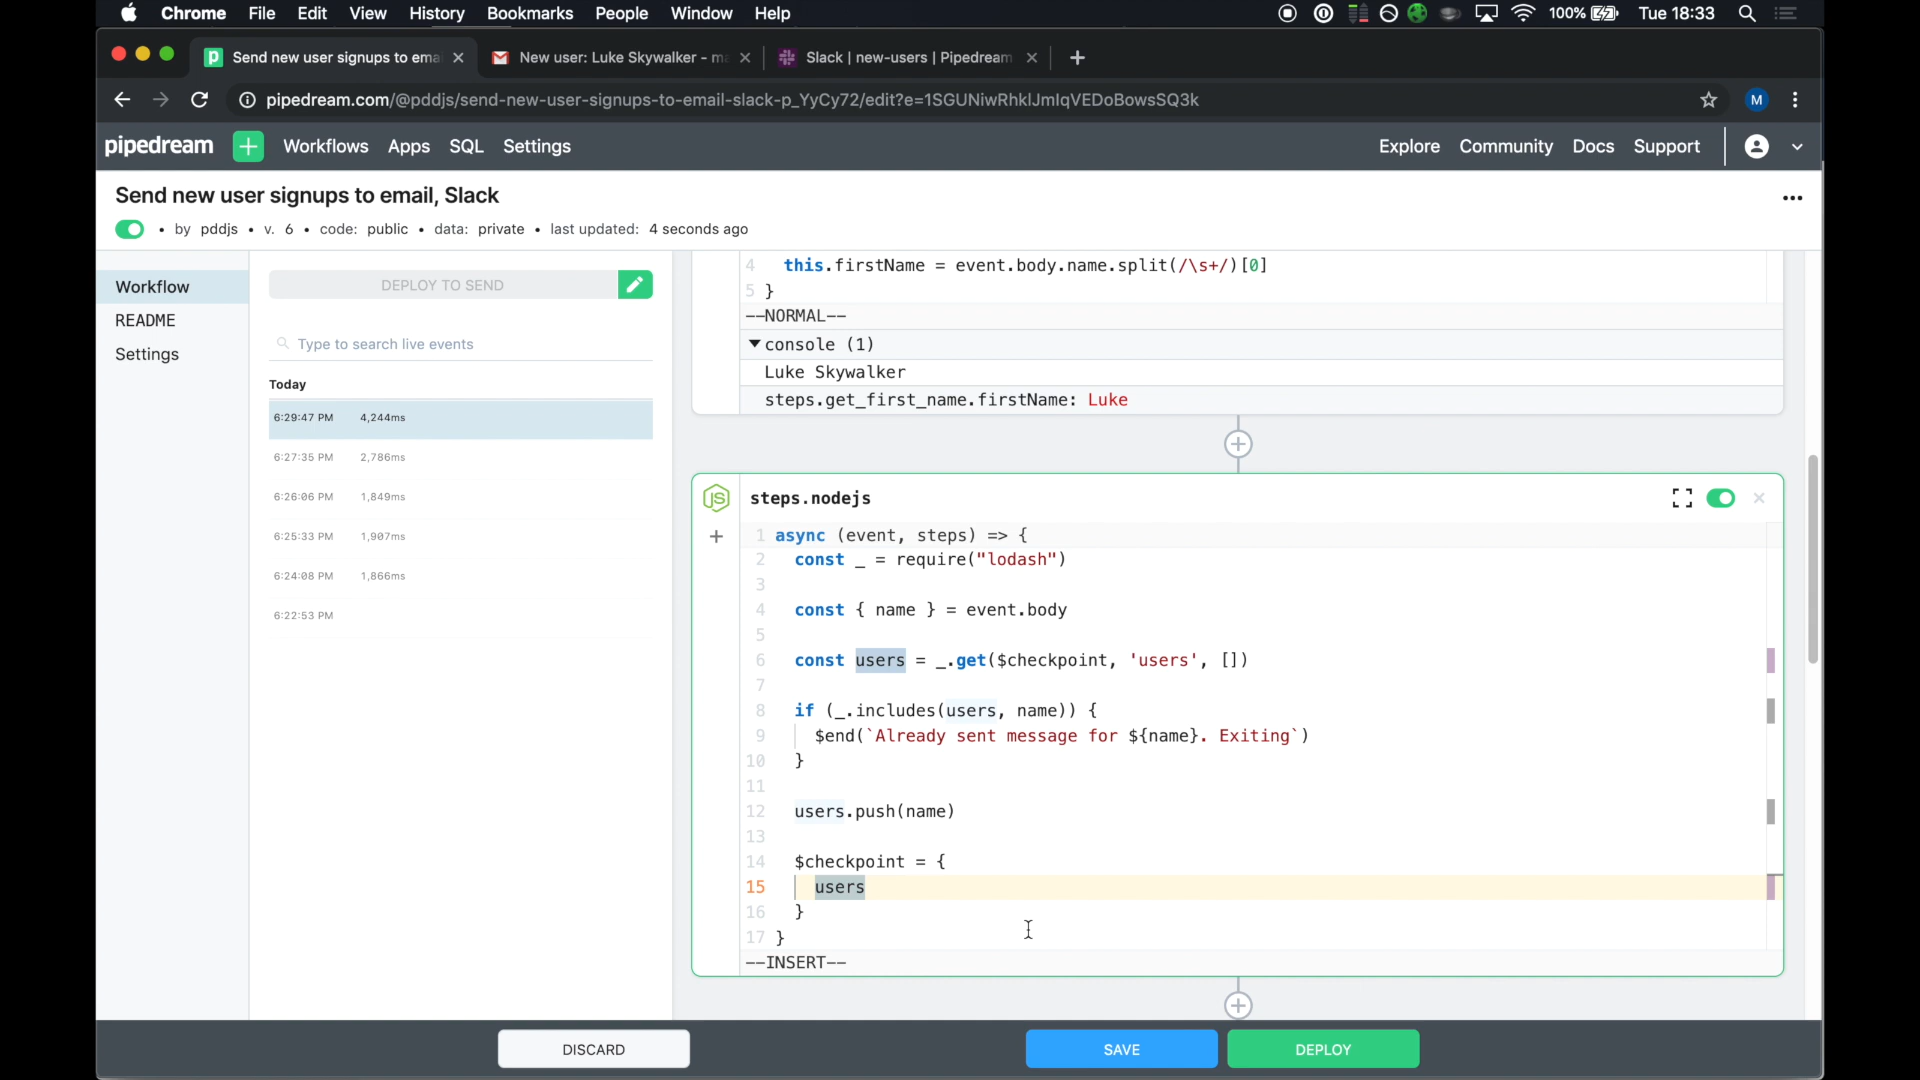 Chrome File Edit View History Bookmarks People Window Help 100% Tue 18:33
Send new user signups to ema New user: Luke Skywalker - ma Slack | new-users | Pipedream
pipedream.com/@pddjs/send-new-user-signups-to-email-slack-p_YyCy72/edit?e=1SGUNiwRhklJmIqVEDoBowsSQ3k M
pipedream + Workflows Apps SQL Settings Explore Community Docs Support
Send new user signups to email, Slack
• by pddjs • v. 6 • code: public • data: private • last updated: 4 seconds ago
Workflow
README
Settings
DEPLOY TO SEND
Type to search live events
Today
6:29:47 PM 4,244ms
6:27:35 PM 2,786ms
6:26:06 PM 1,849ms
6:25:33 PM 1,907ms
6:24:08 PM 1,866ms
6:22:53 PM
4 this.firstName = event.body.name.split(/\s+/)[0]
5 }
--NORMAL--
console (1)
Luke Skywalker
steps.get_first_name.firstName: Luke
JS steps.nodejs
1 async (event, steps) => {
2 const _ = require("lodash")
3
4 const { name } = event.body
5
6 const users = _.get($checkpoint, 'users', [])
7
8 if (_.includes(users, name)) {
9 $end(`Already sent message for ${name}. Exiting`)
10 }
11
12 users.push(name)
13
14 $checkpoint = {
15 users
16 }
17 }
--INSERT--
DISCARD SAVE DEPLOY